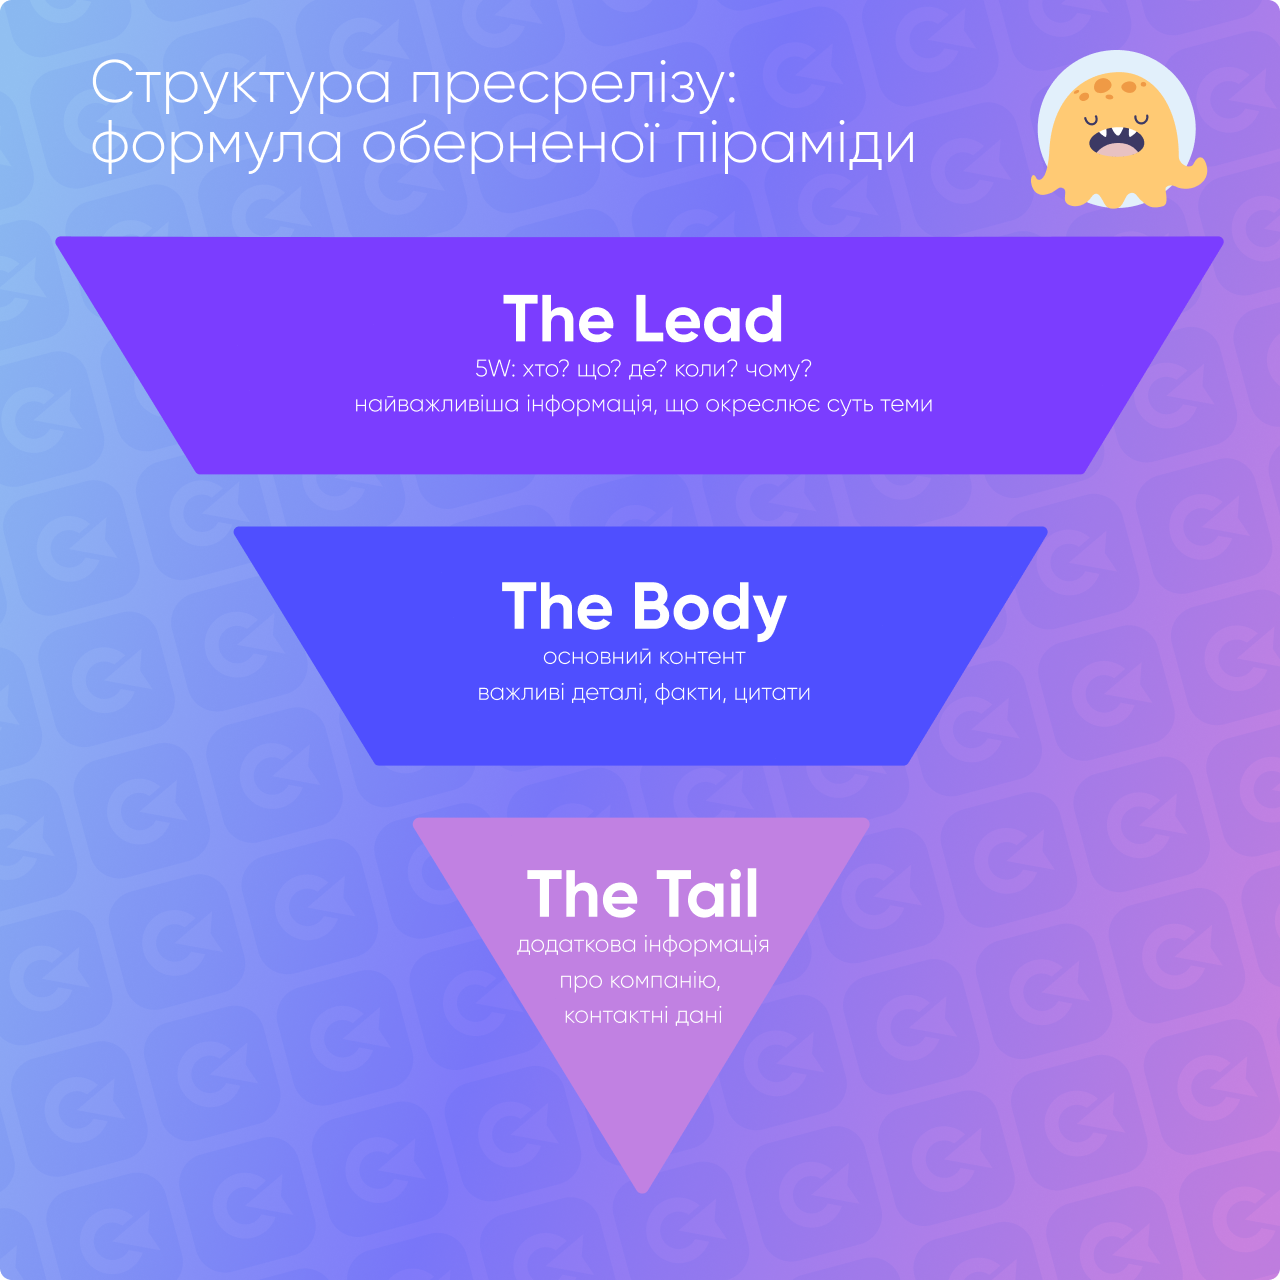 Структура пресрелізу:
формула оберненої піраміди
The Lead
5W: хто? що? де? коли? чому?
найважливіша інформація, що окреслює суть теми
The Body
основний контент
важливі деталі, факти, цитати
The Tail
додаткова інформація
про компанію,
контактні дані